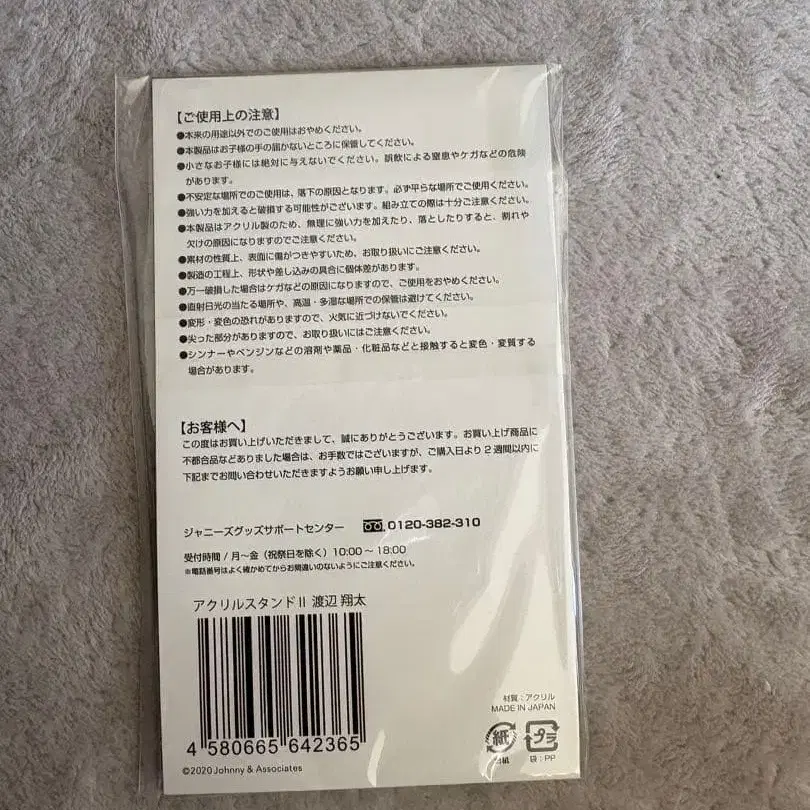 【ご使用上の注意】
●本来の用途以外でのご使用はおやめください。
●本製品はお子様の手の届かないところに保管してください。
●小さなお子様には絶対に与えないでください。誤飲による窒息やケガなどの危険
があります。
●不安定な場所でのご使用は、落下の原因となります。必ず平らな場所でご使用ください。
●強い力を加えると破損する可能性がございます。組み立ての際は十分ご注意ください。
●本製品はアクリル製のため、無理に強い力を加えたり、落としたりすると、割れや
欠けの原因になりますのでご注意ください。
●素材の性質上、表面に傷がつきやすいため、お取り扱いにご注意ください。
●製造の工程上、形状や差し込みの具合に個体差があります。
●万一破損した場合はケガなどの原因になりますので、ご使用をおやめください。
●直射日光の当たる場所や、高温・多湿な場所での保管は避けてください。
●変形・変色の恐れがありますので、火気に近づけないでください。
●尖った部分がありますので、お取り扱いにはご注意ください。
●シンナーやベンジンなどの溶剤や薬品・化粧品などと接触すると変色・変質する
場合があります。
【お客様へ】
この度はお買い上げいただきまして、誠にありがとうございます。お買い上げ商品に
不都合品などありました場合は、お手数ではございますが、ご購入日より2週間以内に
下記までお問い合わせいただきますようお願い申し上げます。
ジャニーズグッズサポートセンター 0120-382-310
受付時間 / 月～金（祝祭日を除く）10:00～18:00
※電話番号はよく確かめてからお間違いのないようにご注意ください。
アクリルスタンドII 渡辺 翔太
4 580665 642365
©2020 Johnny & Associates
材質：アクリル
MADE IN JAPAN
紙 プラ
台紙 袋：PP